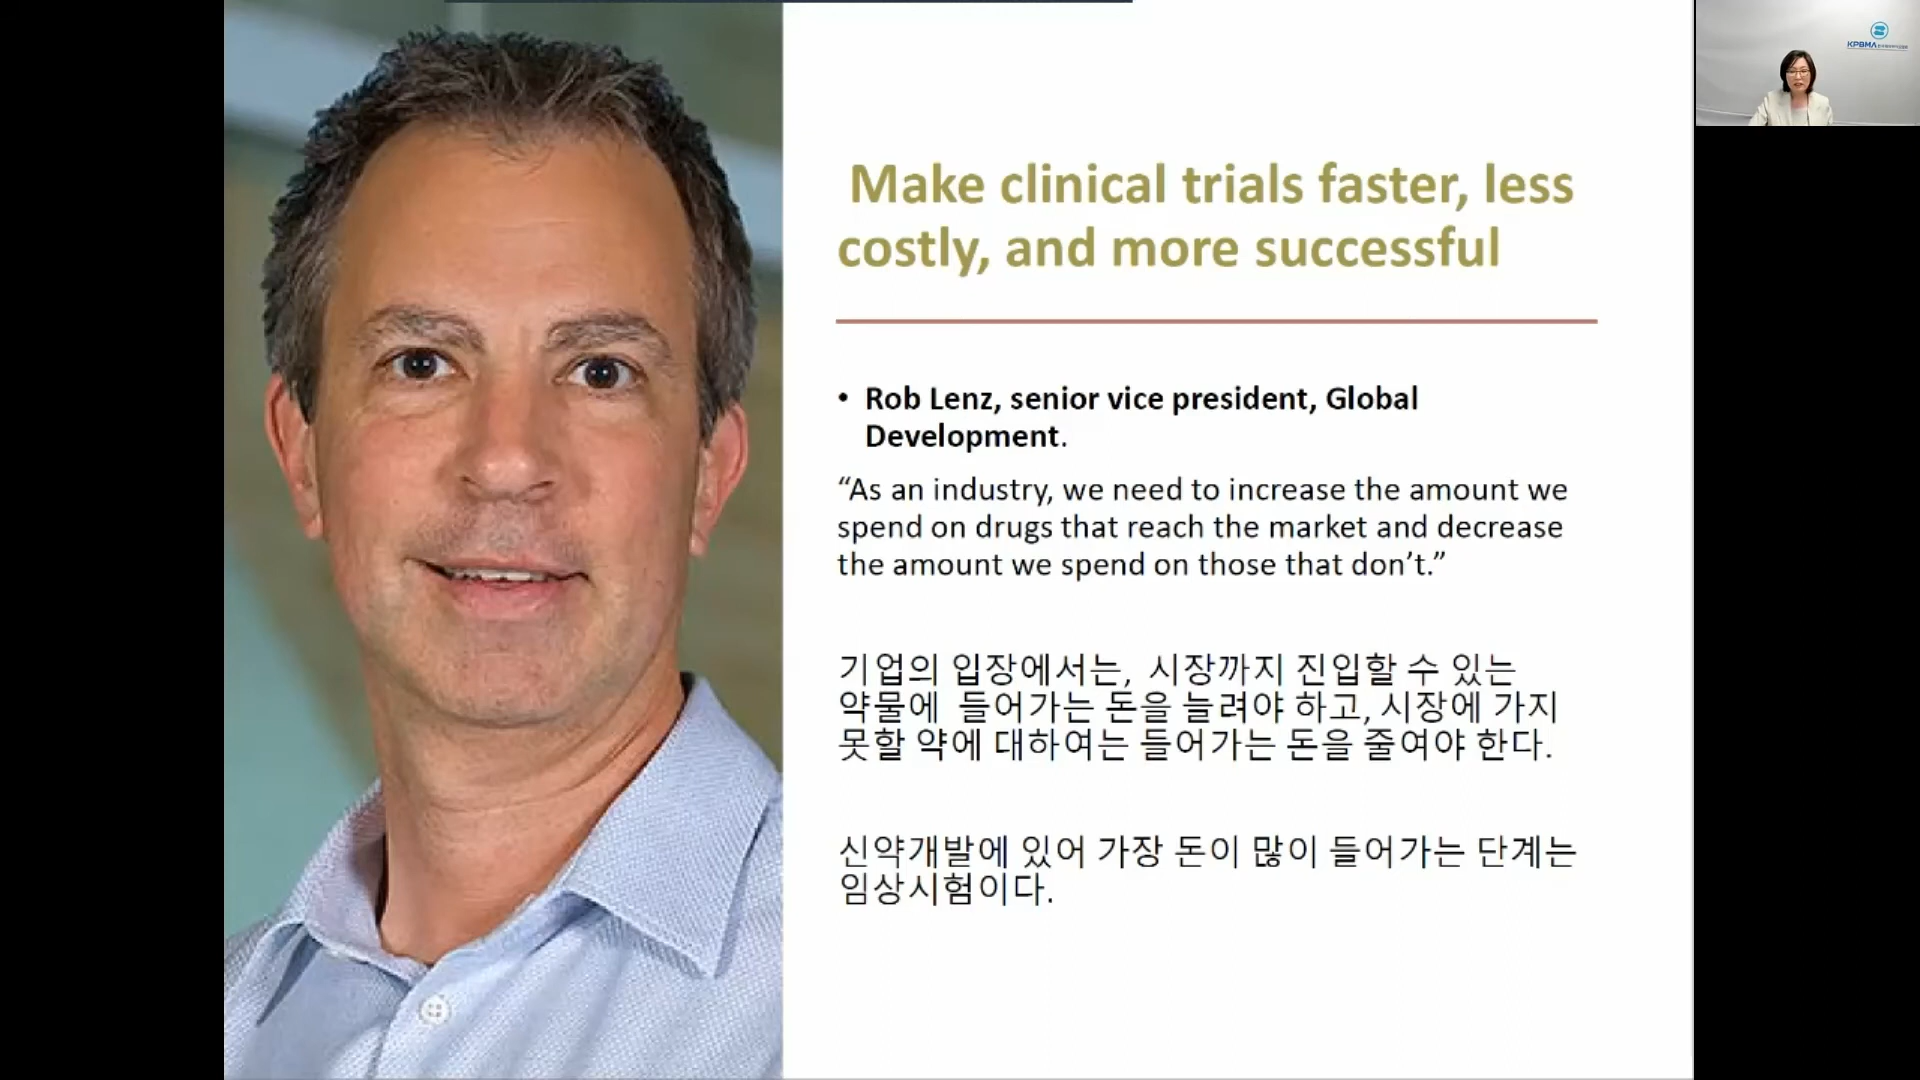 Make clinical trials faster, less
costly, and more successful
• Rob Lenz, senior vice president, Global
Development.
“As an industry, we need to increase the amount we
spend on drugs that reach the market and decrease
the amount we spend on those that don’t.”
기업의 입장에서는, 시장까지 진입할 수 있는
약물에 들어가는 돈을 늘려야 하고, 시장에 가지
못할 약에 대하여는 들어가는 돈을 줄여야 한다.
신약개발에 있어 가장 돈이 많이 들어가는 단계는
임상시험이다.
KPBMA